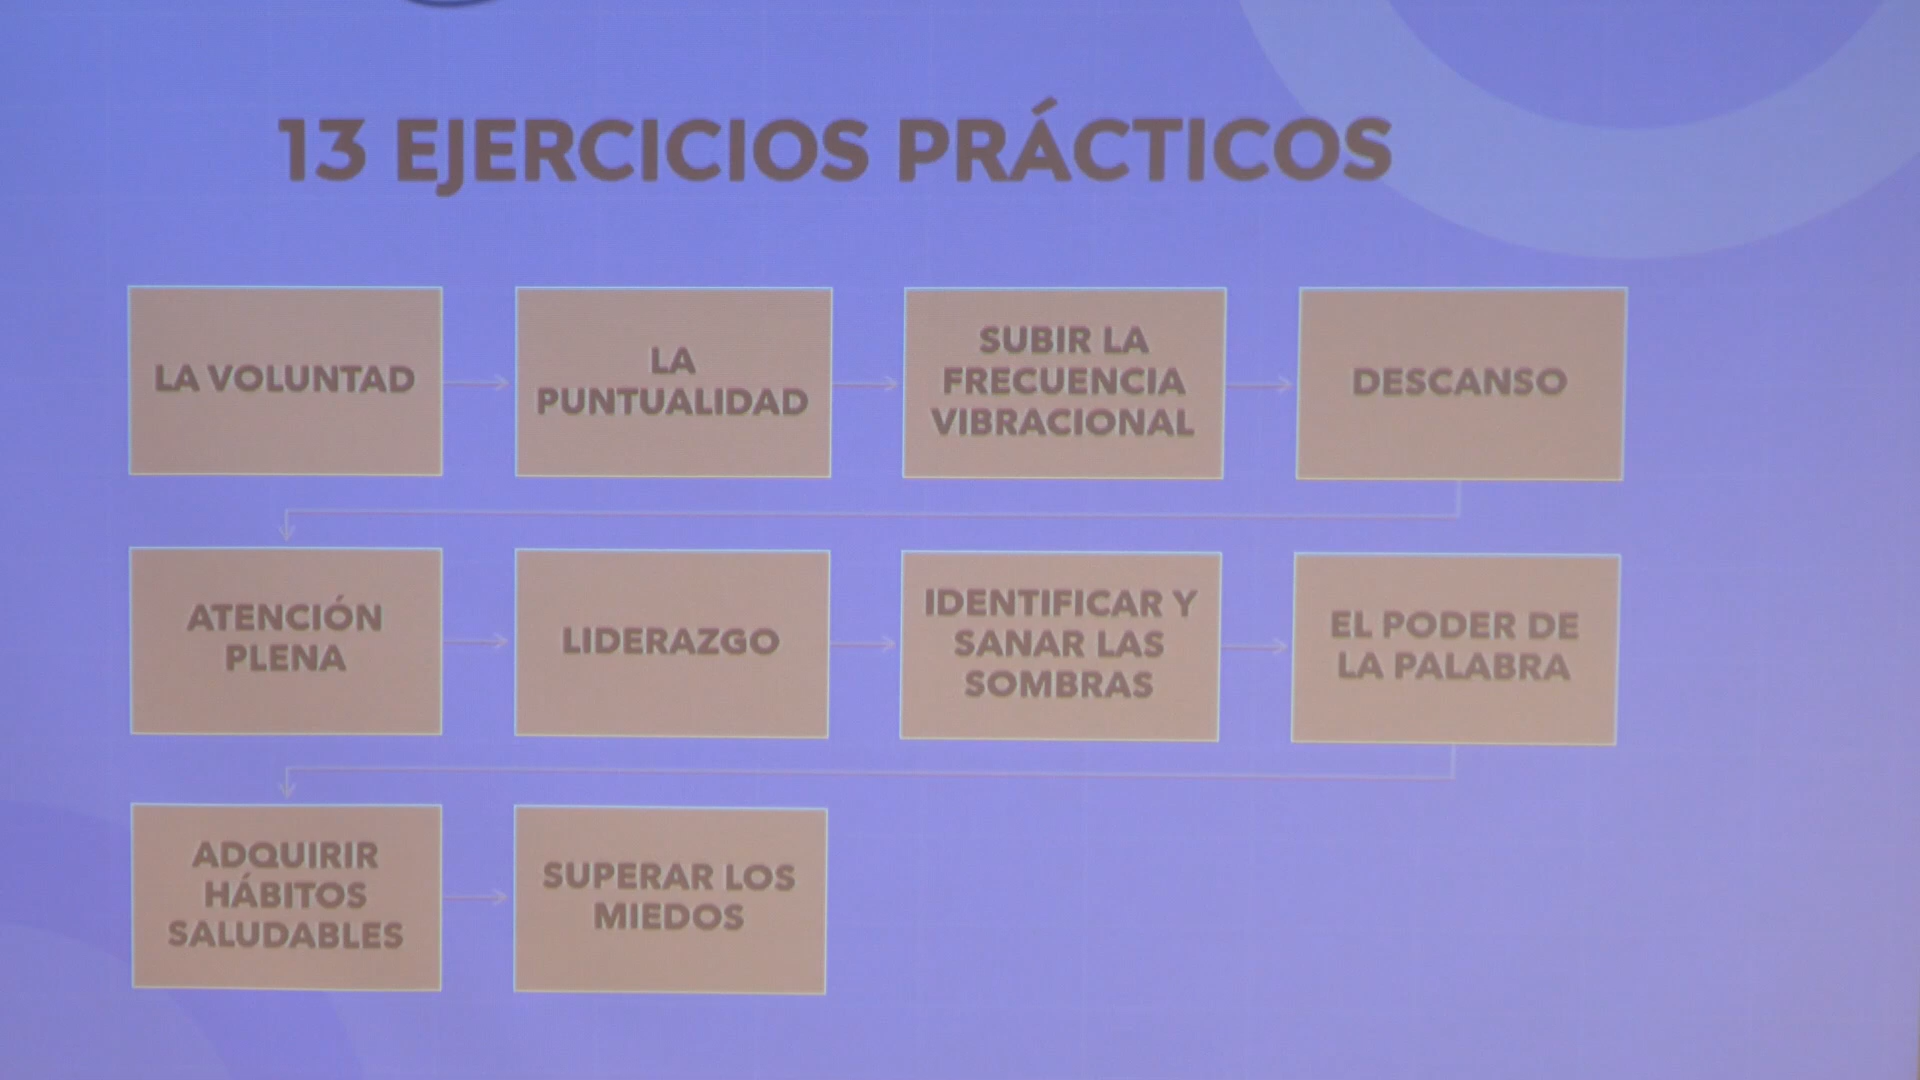 13 EJERCICIOS PRÁCTICOS
LA VOLUNTAD
LA
PUNTUALIDAD
SUBIR LA
FRECUENCIA
VIBRACIONAL
DESCANSO
ATENCIÓN
PLENA
LIDERAZGO
IDENTIFICAR Y
SANAR LAS
SOMBRAS
EL PODER DE
LA PALABRA
ADQUIRIR
HÁBITOS
SALUDABLES
SUPERAR LOS
MIEDOS